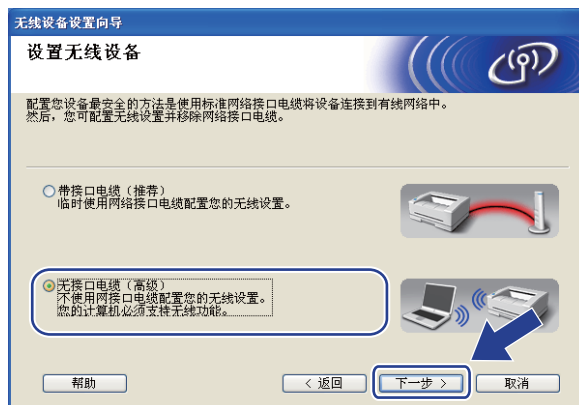 无线设备设置向导
设置无线设备
配置您设备最安全的方法是使用标准网络接口电缆将设备连接到有线网络中。
然后，您可配置无线设置并移除网络接口电缆。
带接口电缆（推荐）
临时使用网络接口电缆配置您的无线设置。
无接口电缆（高级）
不使用网接口电缆配置您的无线设置。
您的计算机必须支持无线功能。
帮助
< 返回
下一步 >
取消